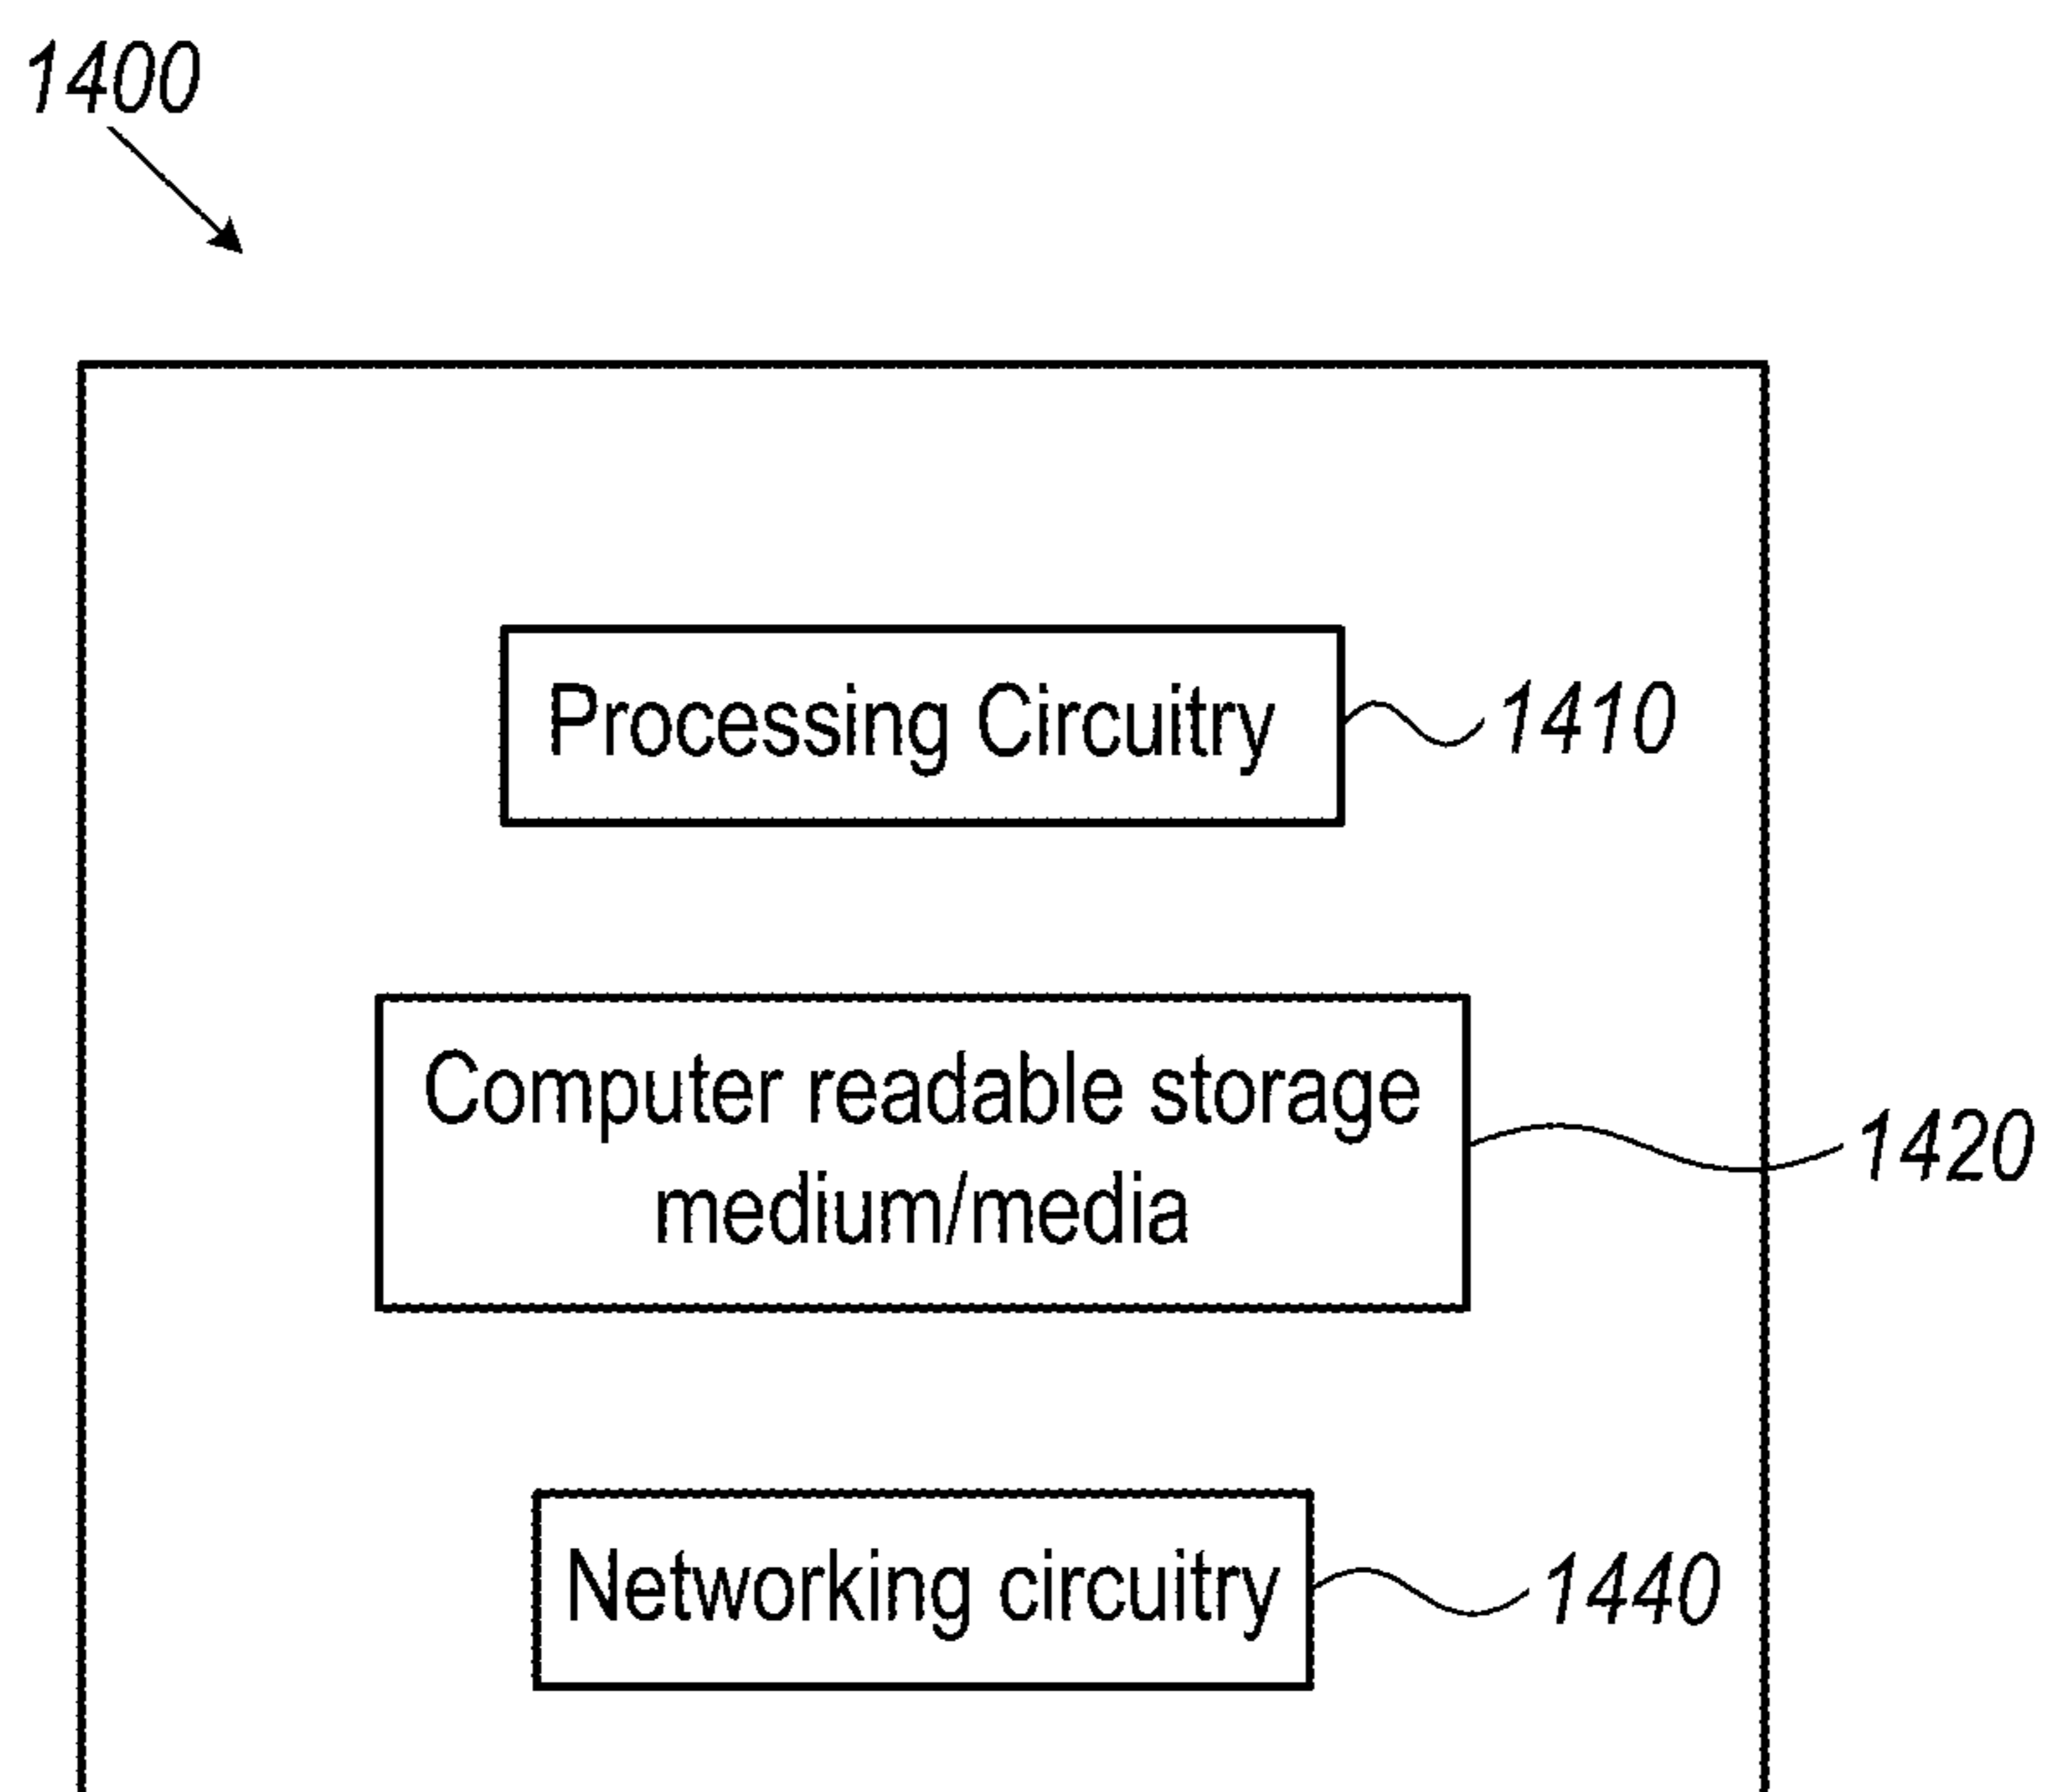 1400
Processing Circuitry
1410
Computer readable storage
medium/media
1420
Networking circuitry
1440